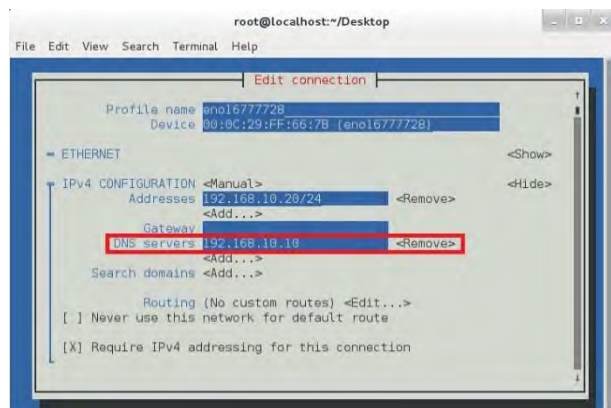 root@localhost:~/Desktop
File Edit View Search Terminal Help
Edit connection
Profile name eno16777728
Device 00:0C:29:FF:66:7B (eno16777728)
= ETHERNET <Show>
IPv4 CONFIGURATION <Manual> <Hide>
Addresses 192.168.10.20/24 <Remove>
<Add...>
Gateway
DNS servers 192.168.10.10 <Remove>
<Add...>
Search domains <Add...>
Routing (No custom routes) <Edit...>
[ ] Never use this network for default route
[X] Require IPv4 addressing for this connection